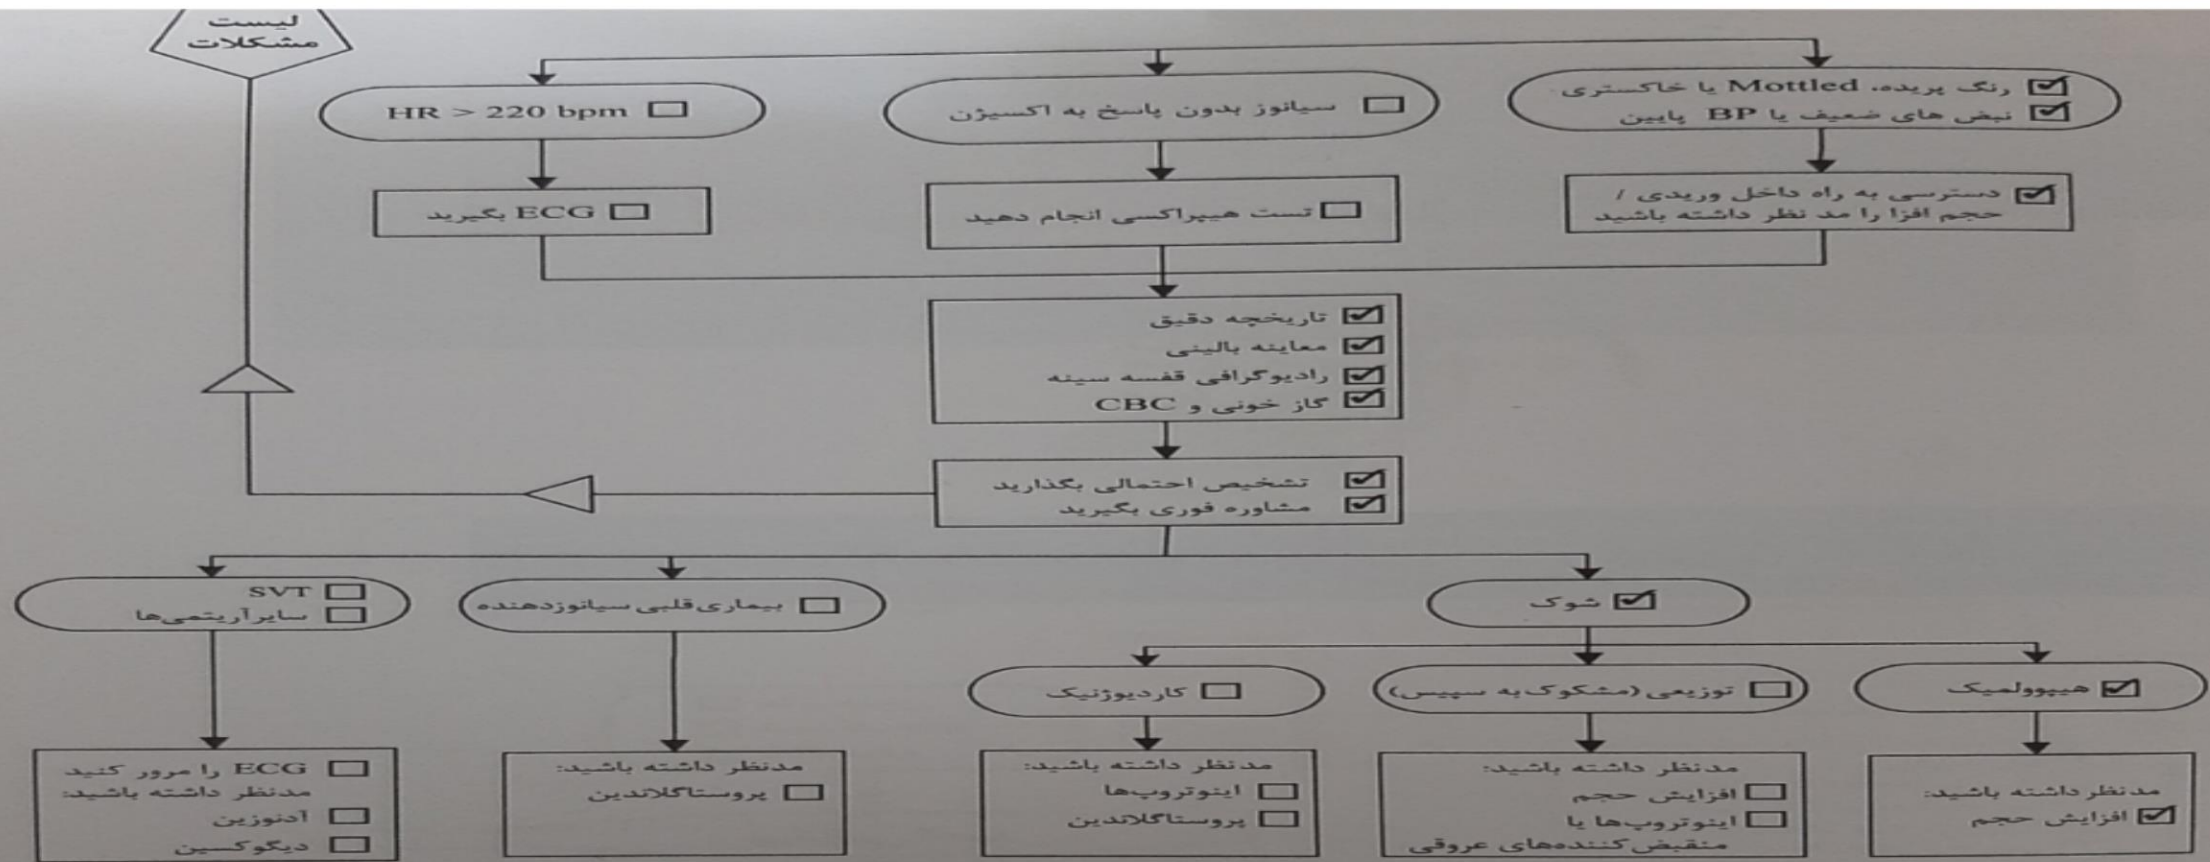 لیست
مشکلات
☑ رنگ پریده، Mottled یا خاکستری
☑ نبض های ضعیف یا BP پایین
☐ سیانوز بدون پاسخ به اکسیژن
☐ HR > 220 bpm
☑ دسترسی به راه داخل وریدی /
حجم افزا را مد نظر داشته باشید
☐ تست هیپراکسی انجام دهید
☐ ECG بگیرید
☑ تاریخچه دقیق
☑ معاینه بالینی
☑ رادیوگرافی قفسه سینه
☑ گاز خونی و CBC
☑ تشخیص احتمالی بگذارید
☑ مشاوره فوری بگیرید
☑ شوک
☐ بیماری قلبی سیانوزدهنده
☐ SVT
☐ سایر آریتمی‌ها
☑ هیپوولمیک
☐ توزیعی (مشکوک به سپسیس)
☐ کاردیوژنیک
مدنظر داشته باشید:
☑ افزایش حجم
مدنظر داشته باشید:
☐ افزایش حجم
☐ اینوتروپ‌ها یا
منقبض‌کننده‌های عروقی
مدنظر داشته باشید:
☐ اینوتروپ‌ها
☐ پروستاگلاندین
مدنظر داشته باشید:
☐ پروستاگلاندین
☐ ECG را مرور کنید
مدنظر داشته باشید:
☐ آدنوزین
☐ دیگوکسین